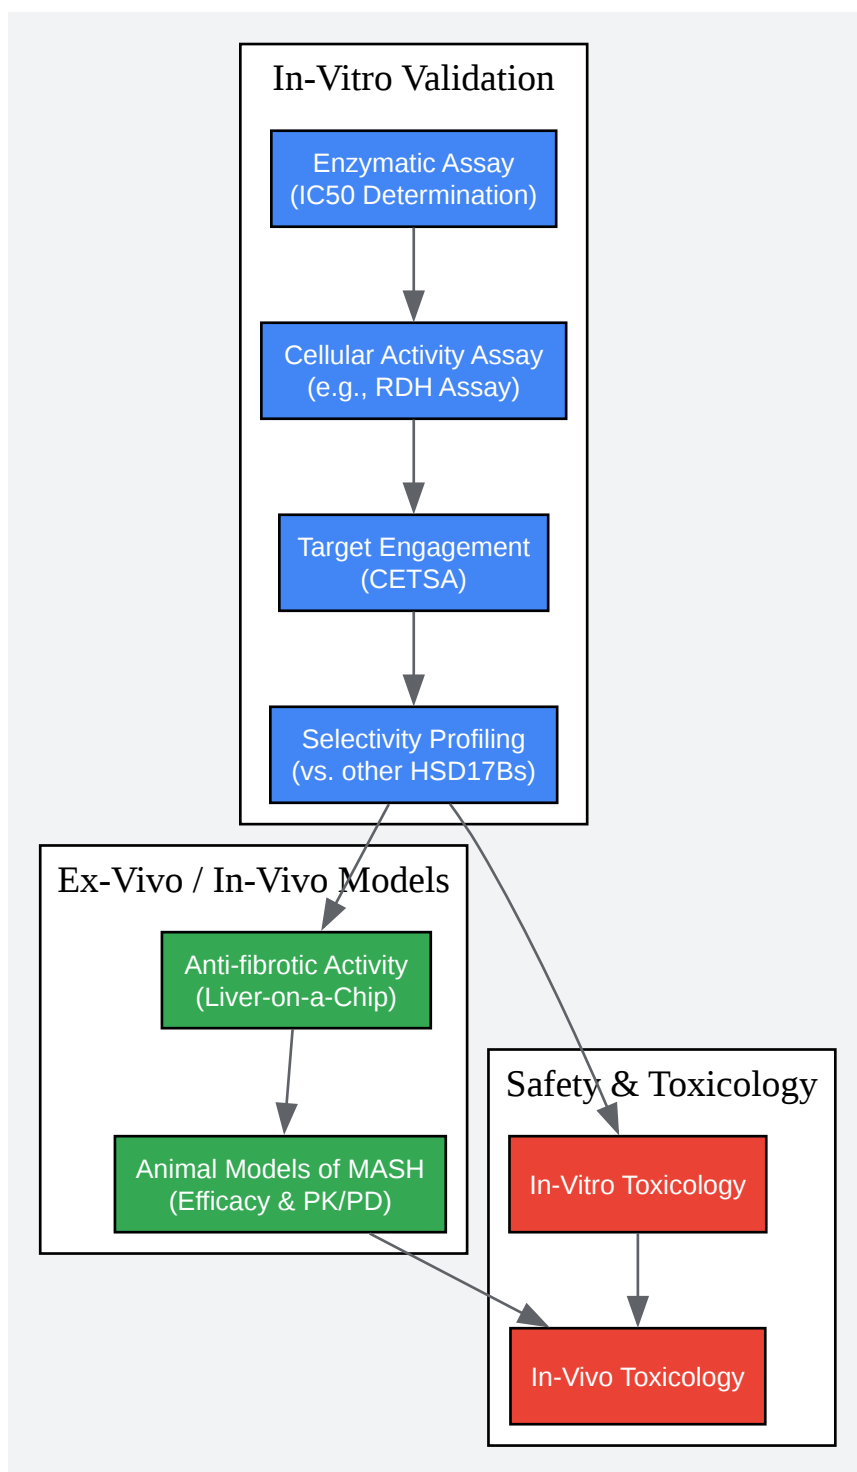 In-Vitro Validation
Enzymatic Assay
(IC50 Determination)
Cellular Activity Assay
(e.g., RDH Assay)
Target Engagement
(CETSA)
Selectivity Profiling
(vs. other HSD17Bs)
Ex-Vivo / In-Vivo Models
Anti-fibrotic Activity
(Liver-on-a-Chip)
Animal Models of MASH
(Efficacy & PK/PD)
Safety & Toxicology
In-Vitro Toxicology
In-Vivo Toxicology